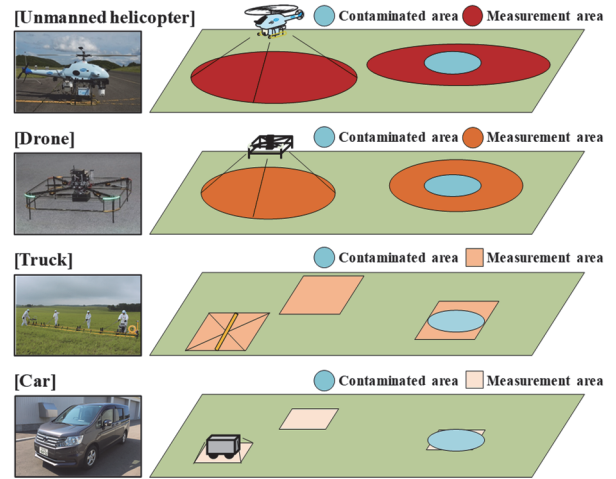 [Unmanned helicopter]
Contaminated area
Measurement area
[Drone]
Contaminated area
Measurement area
[Truck]
Contaminated area
Measurement area
[Car]
Contaminated area
Measurement area